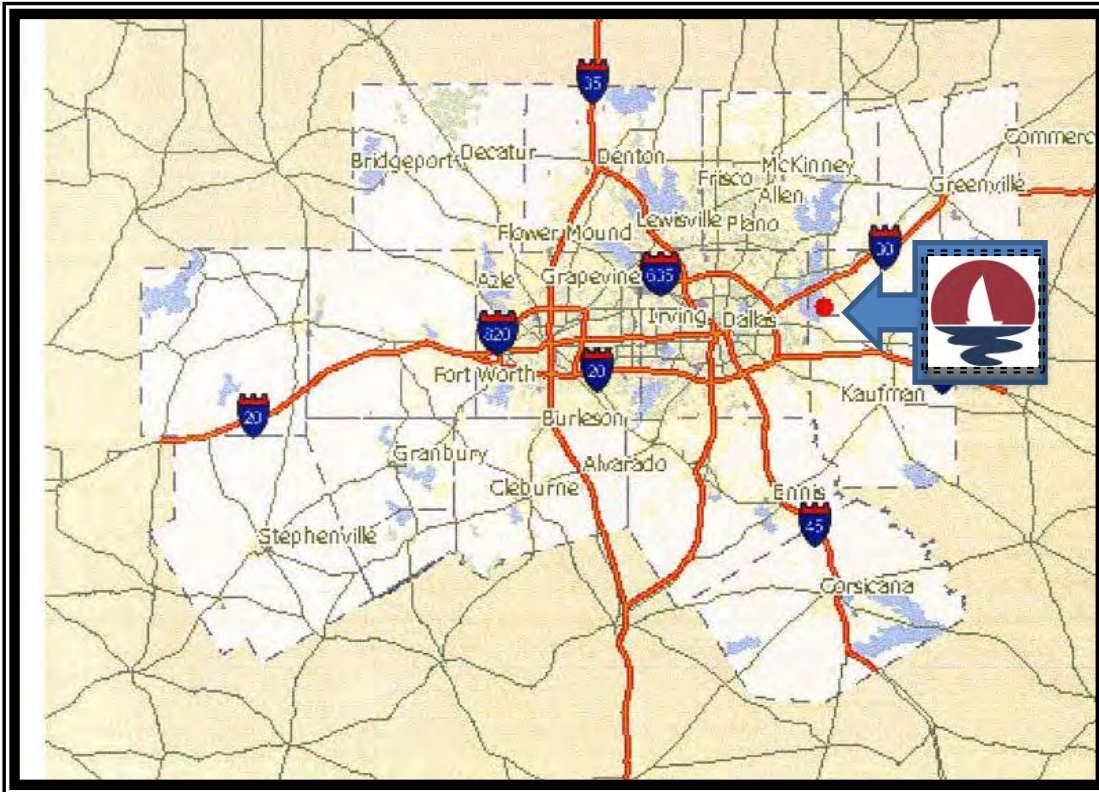 35
Commerc
Bridgeport
Decatur
Denton
McKinney
Frisco
Allen
Greenville
Lewisville
Plano
Flower Mound
30
Azle
Grapevine
635
Irving
Dallas
820
Fort Worth
20
Kaufman
20
Burleson
Granbury
Alvarado
Cleburne
Ennis
45
Stephenville
Corsicana